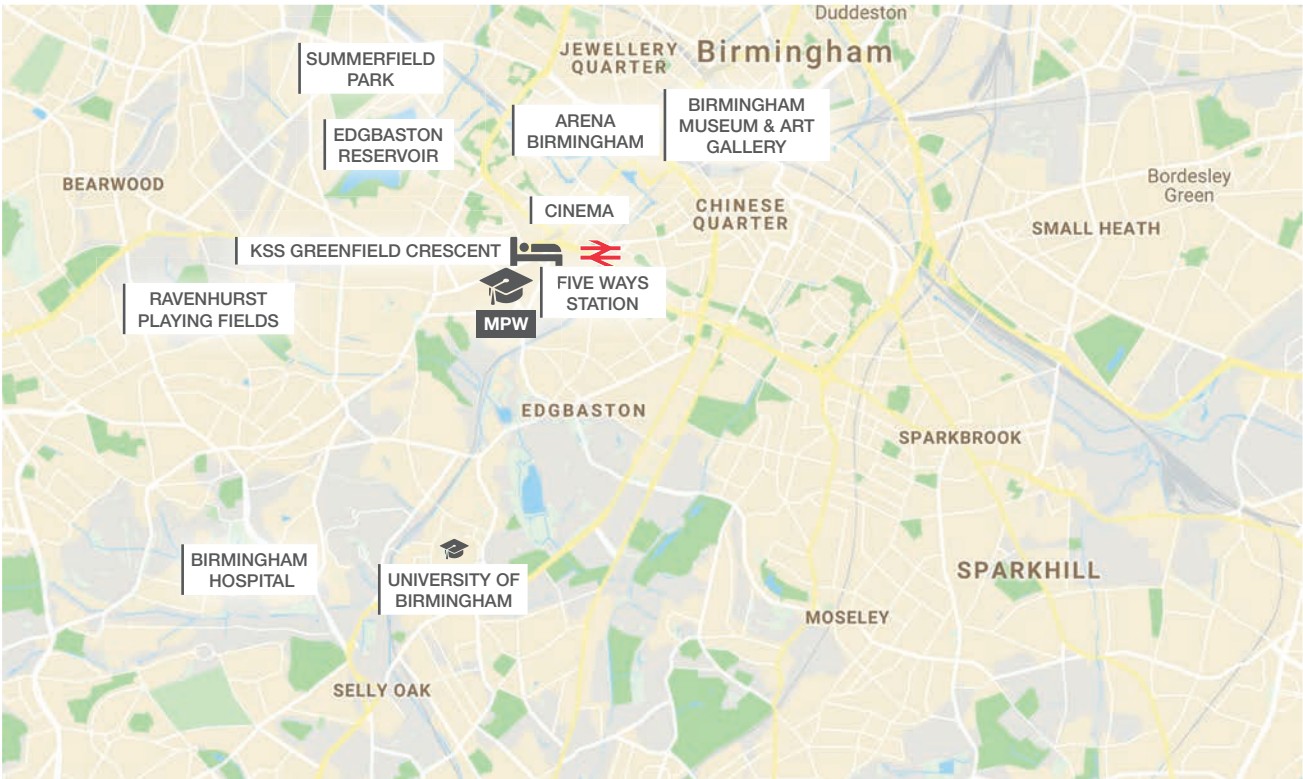 Duddeston
JEWELLERY
QUARTER
Birmingham
SUMMERFIELD
PARK
BIRMINGHAM
MUSEUM & ART
GALLERY
ARENA
BIRMINGHAM
EDGBASTON
RESERVOIR
BEARWOOD
Bordesley
Green
CINEMA
CHINESE
QUARTER
SMALL HEATH
KSS GREENFIELD CRESCENT
FIVE WAYS
STATION
RAVENHURST
PLAYING FIELDS
MPW
EDGBASTON
SPARKBROOK
BIRMINGHAM
HOSPITAL
UNIVERSITY OF
BIRMINGHAM
SPARKHILL
MOSELEY
SELLY OAK